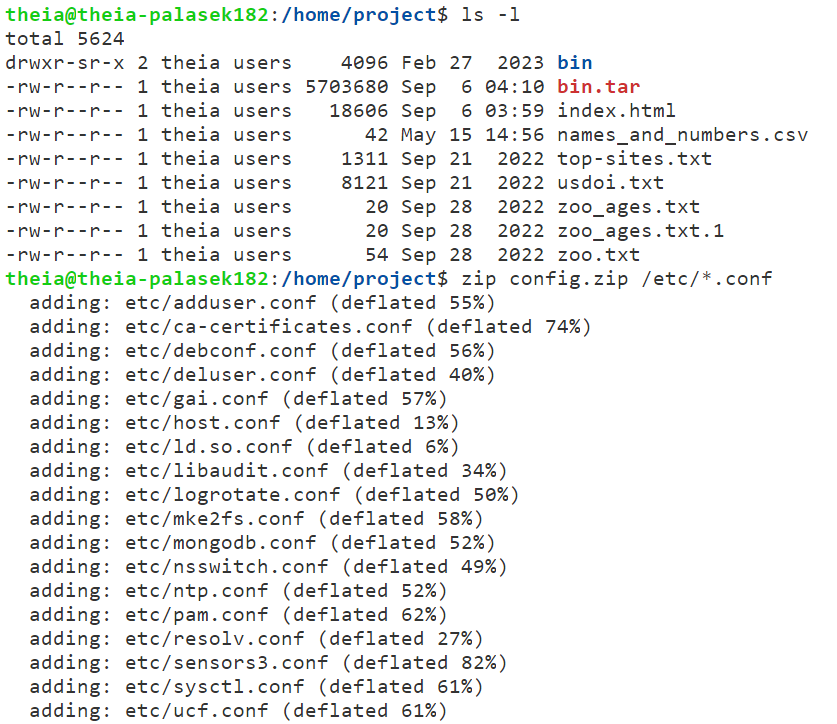 theia@theia-palasek182:/home/project$ ls -l
total 5624
drwxr-sr-x 2 theia users    4096 Feb 27  2023 bin
-rw-r--r-- 1 theia users 5703680 Sep  6 04:10 bin.tar
-rw-r--r-- 1 theia users   18606 Sep  6 03:59 index.html
-rw-r--r-- 1 theia users      42 May 15 14:56 names_and_numbers.csv
-rw-r--r-- 1 theia users    1311 Sep 21  2022 top-sites.txt
-rw-r--r-- 1 theia users    8121 Sep 21  2022 usdoi.txt
-rw-r--r-- 1 theia users      20 Sep 28  2022 zoo_ages.txt
-rw-r--r-- 1 theia users      20 Sep 28  2022 zoo_ages.txt.1
-rw-r--r-- 1 theia users      54 Sep 28  2022 zoo.txt
theia@theia-palasek182:/home/project$ zip config.zip /etc/*.conf
  adding: etc/adduser.conf (deflated 55%)
  adding: etc/ca-certificates.conf (deflated 74%)
  adding: etc/debconf.conf (deflated 56%)
  adding: etc/deluser.conf (deflated 40%)
  adding: etc/gai.conf (deflated 57%)
  adding: etc/host.conf (deflated 13%)
  adding: etc/ld.so.conf (deflated 6%)
  adding: etc/libaudit.conf (deflated 34%)
  adding: etc/logrotate.conf (deflated 50%)
  adding: etc/mke2fs.conf (deflated 58%)
  adding: etc/mongodb.conf (deflated 52%)
  adding: etc/nsswitch.conf (deflated 49%)
  adding: etc/ntp.conf (deflated 52%)
  adding: etc/pam.conf (deflated 62%)
  adding: etc/resolv.conf (deflated 27%)
  adding: etc/sensors3.conf (deflated 82%)
  adding: etc/sysctl.conf (deflated 61%)
  adding: etc/ucf.conf (deflated 61%)